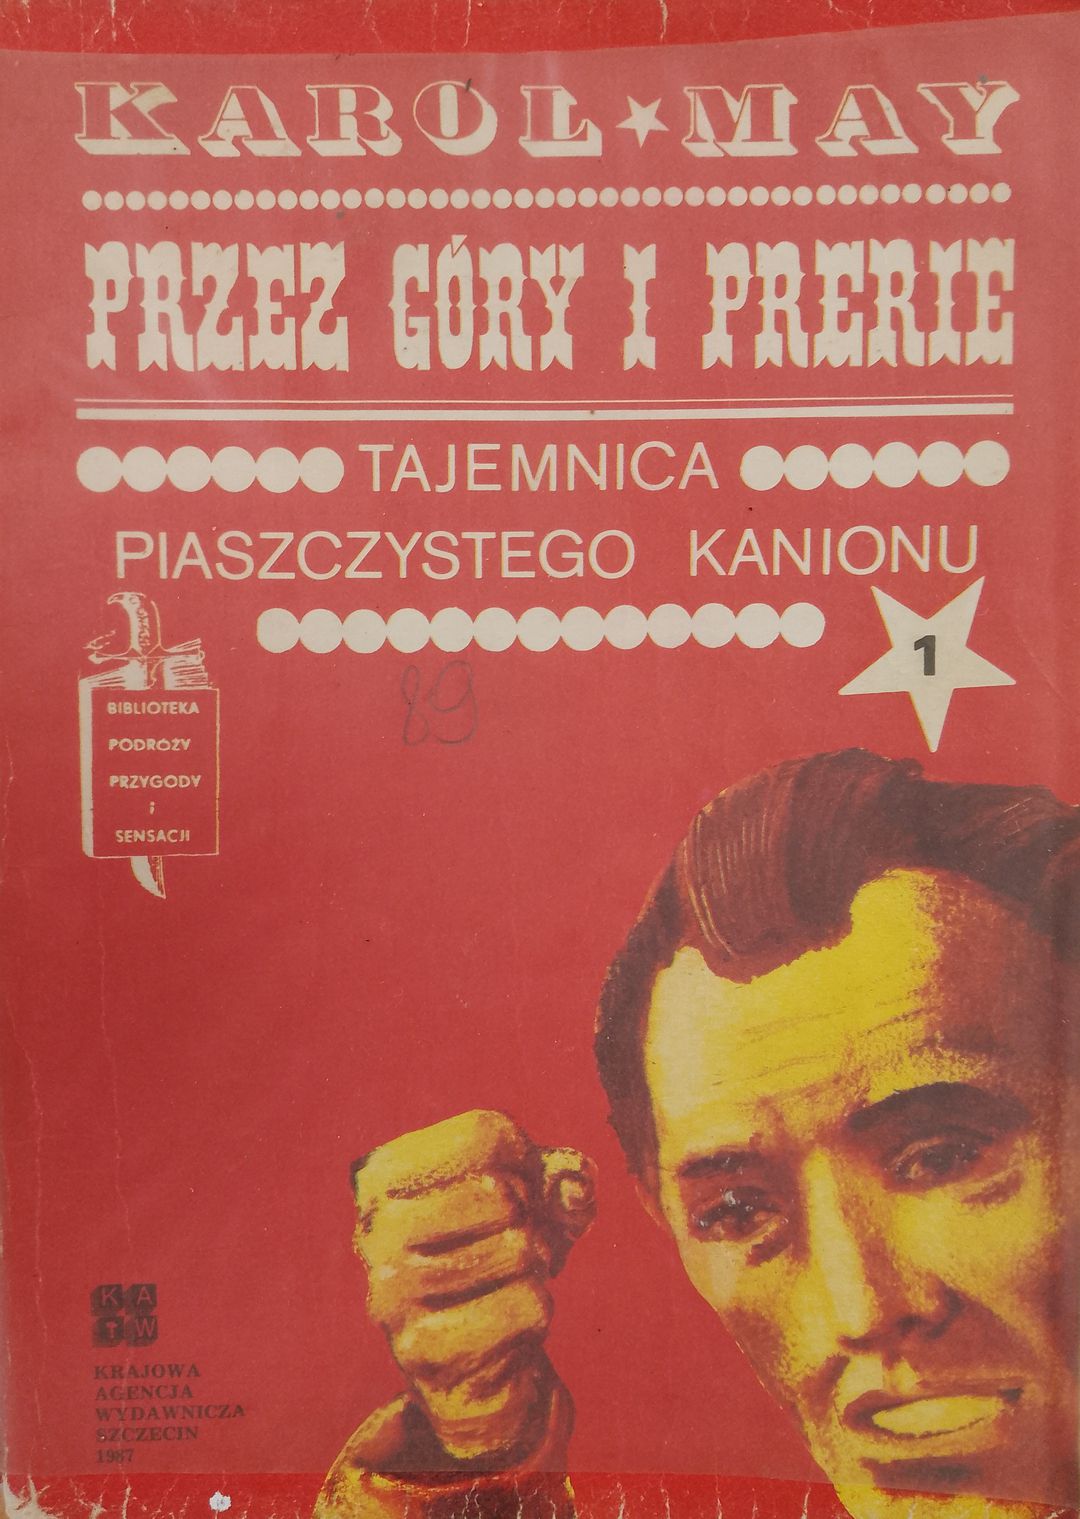 KAROL★MAY
PRZEZ GÓRY I PRERIE
TAJEMNICA
PIASZCZYSTEGO KANIONU
1
89
BIBLIOTEKA
PODRÓŻY
PRZYGODY
i
SENSACJI
K A
W
KRAJOWA
AGENCJA
WYDAWNICZA
SZCZECIN
1987